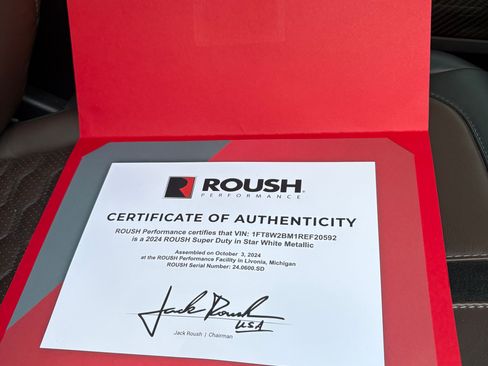 ROUSH
PERFORMANCE
CERTIFICATE OF AUTHENTICITY
ROUSH Performance certifies that VIN: 1FT8W2BM1REF20592
is a 2024 ROUSH Super Duty in Star White Metallic
Assembled on October 3, 2024
at the ROUSH Performance Facility in Livonia, Michigan
ROUSH Serial Number: 24.0600.SD
Jack Roush
USA
Jack Roush | Chairman